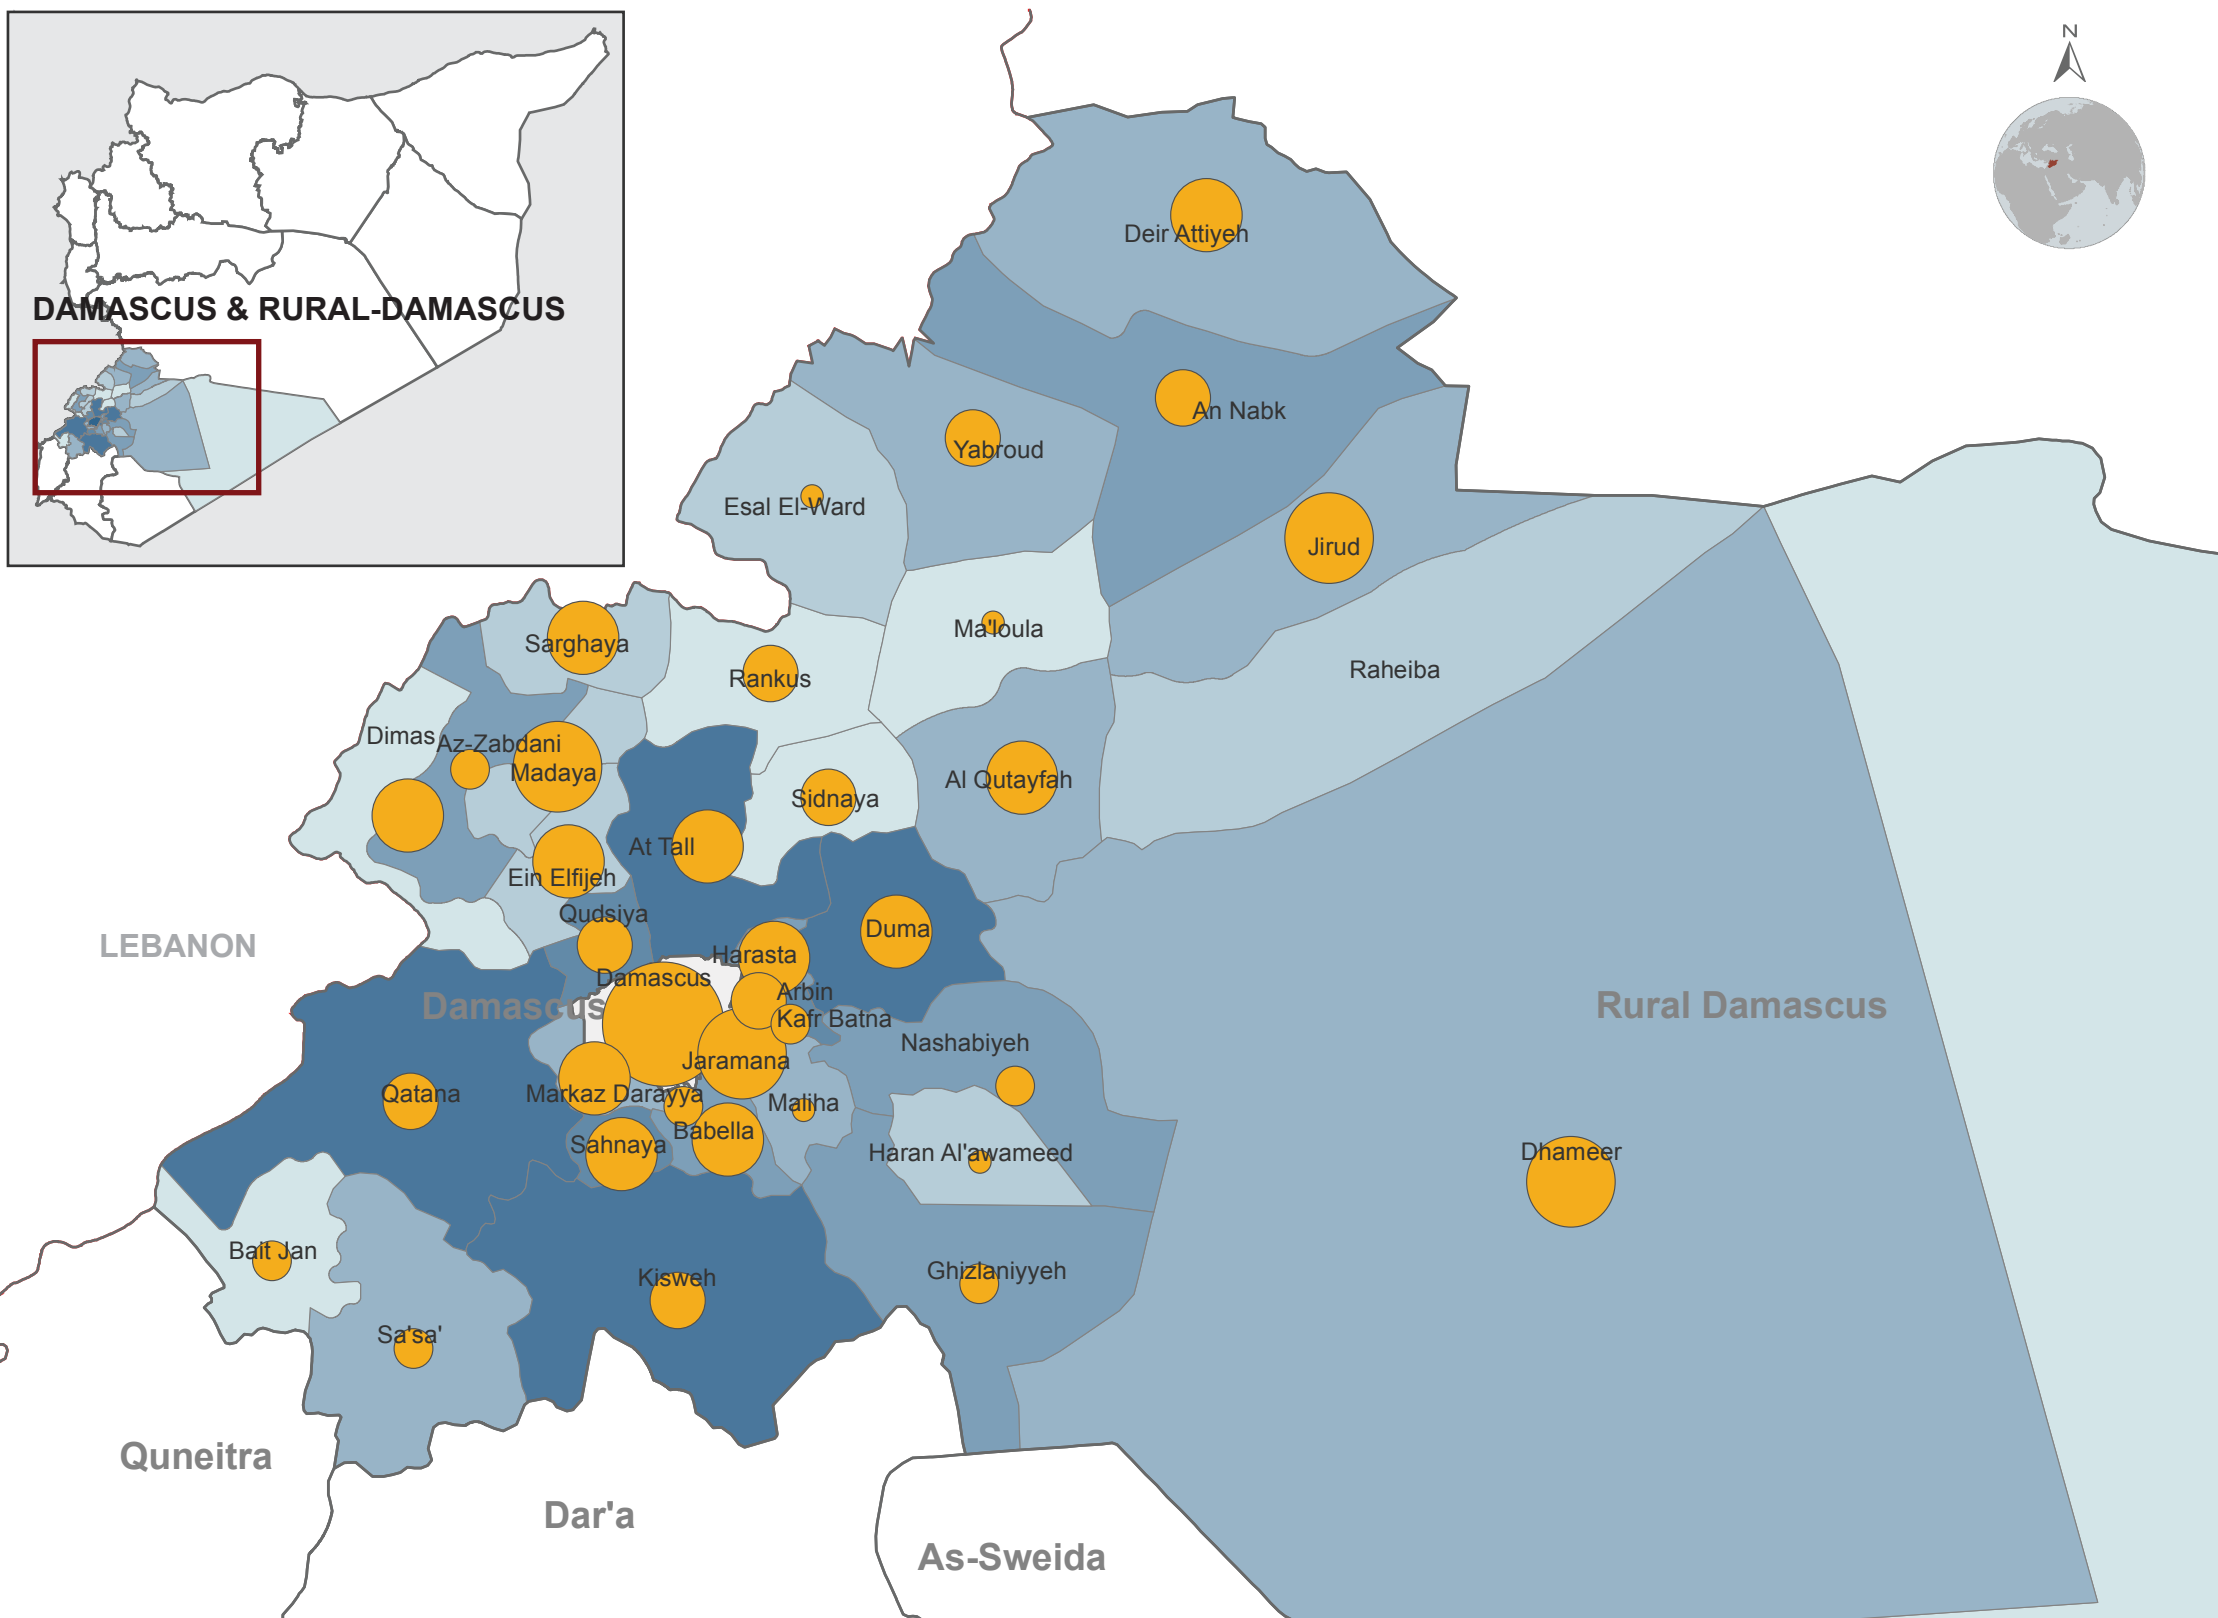 N
DAMASCUS & RURAL-DAMASCUS
Deir Attiyeh
An Nabk
Yabroud
Esal El-Ward
Jirud
Ma'loula
Sarghaya
Raheiba
Rankus
Dimas
Az-Zabdani
Madaya
Al Qutayfah
Sidnaya
At Tall
Ein Elfijeh
Qudsiya
Duma
LEBANON
Harasta
Damascus
Arbin
Damascus
Rural Damascus
Kafr Batna
Nashabiyeh
Jaramana
Qatana
Markaz Darayya
Maliha
Babella
Sahnaya
Haran Al'awameed
Dhameer
Bait Jan
Ghizlaniyyeh
Kisweh
Sa'sa'
Quneitra
Dar'a
As-Sweida